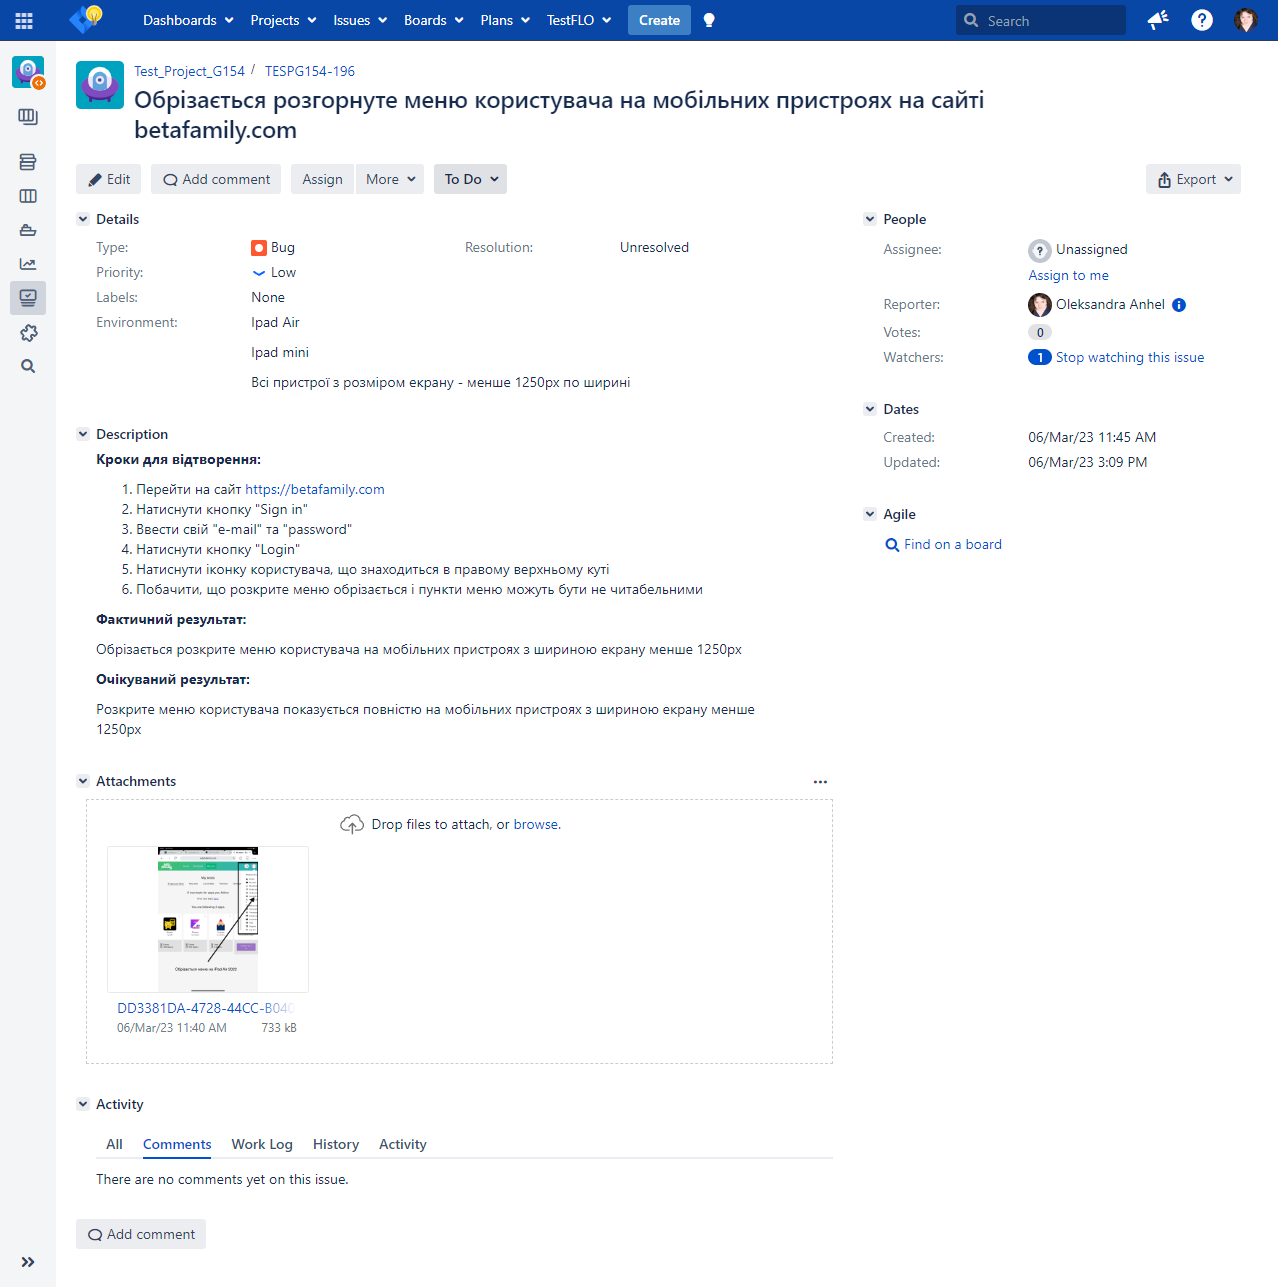 Dashboards Projects Issues Boards Plans TestFLO Create Search
Test_Project_G154 / TESPG154-196
Обрізається розгорнуте меню користувача на мобільних пристроях на сайті
betafamily.com
Edit Add comment Assign More To Do Export
Details
Type: Bug Resolution: Unresolved
Priority: Low
Labels: None
Environment: Ipad Air
Ipad mini
Всі пристрої з розміром екрану - менше 1250px по ширині
People
Assignee: Unassigned
Assign to me
Reporter: Oleksandra Anhel
Votes: 0
Watchers: 1 Stop watching this issue
Dates
Created: 06/Mar/23 11:45 AM
Updated: 06/Mar/23 3:09 PM
Agile
Find on a board
Description
Кроки для відтворення:
1. Перейти на сайт https://betafamily.com
2. Натиснути кнопку "Sign in"
3. Ввести свій "e-mail" та "password"
4. Натиснути кнопку "Login"
5. Натиснути іконку користувача, що знаходиться в правому верхньому куті
6. Побачити, що розкрите меню обрізається і пункти меню можуть бути не читабельними
Фактичний результат:
Обрізається розкрите меню користувача на мобільних пристроях з шириною екрану менше 1250px
Очікуваний результат:
Розкрите меню користувача показується повністю на мобільних пристроях з шириною екрану менше
1250px
Attachments
Drop files to attach, or browse.
DD3381DA-4728-44CC-B040
06/Mar/23 11:40 AM 733 kB
Activity
All Comments Work Log History Activity
There are no comments yet on this issue.
Add comment